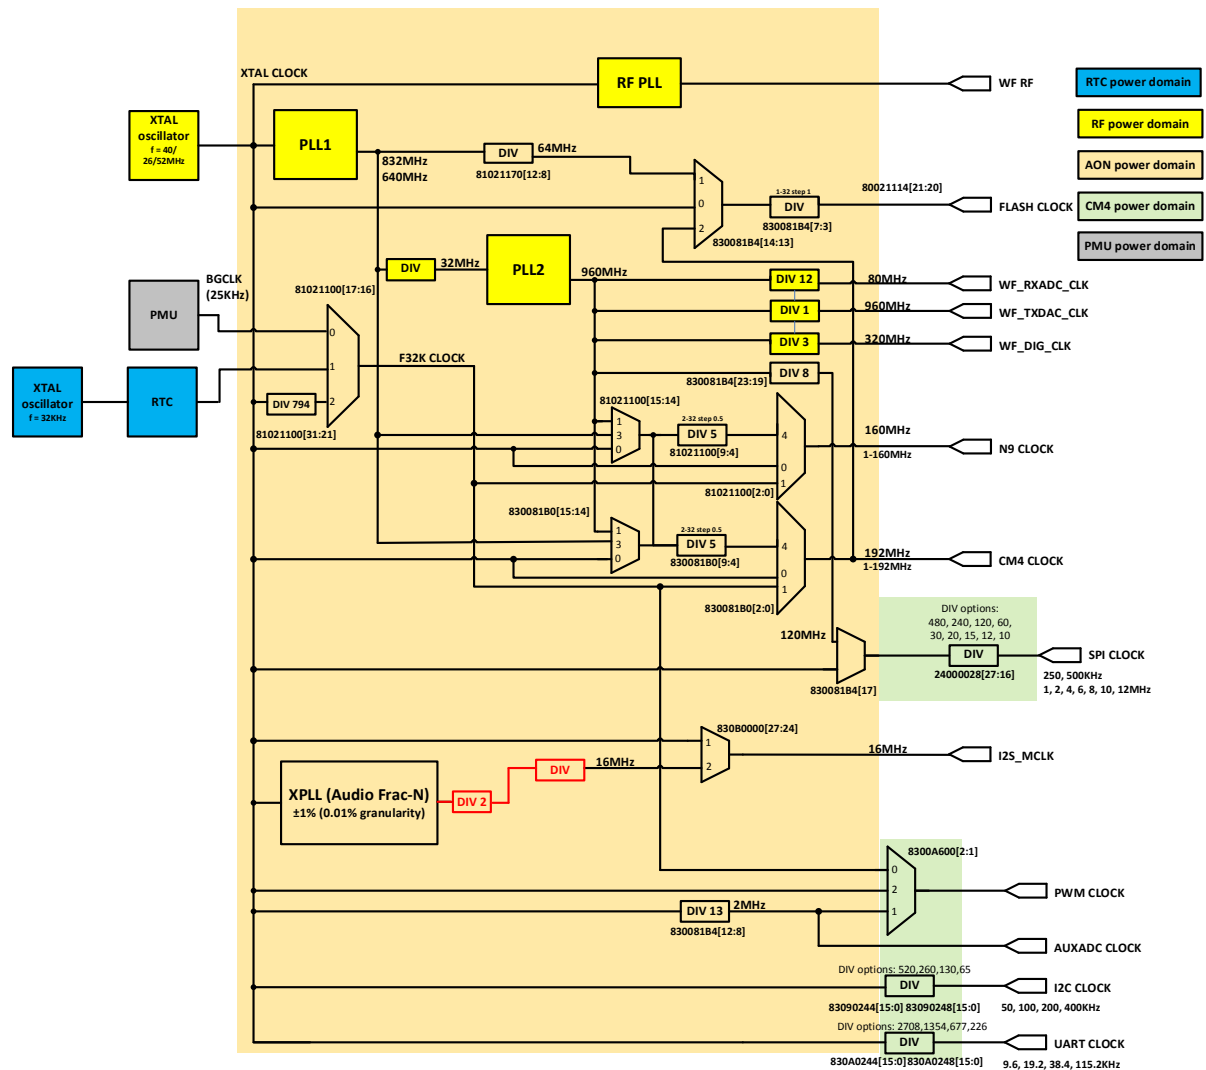 XTAL CLOCK
RF PLL
WF RF
RTC power domain
XTAL
oscillator
f = 40/
26/52MHz
PLL1
832MHz
640MHz
DIV
64MHz
81021170[12:8]
RF power domain
1
0
2
830081B4[14:13]
1-32 step 1
DIV
830081B4[7:3]
80021114[21:20]
FLASH CLOCK
AON power domain
CM4 power domain
PMU power domain
BGCLK
(25KHz)
PMU
81021100[17:16]
DIV
32MHz
PLL2
960MHz
DIV 12
80MHz
WF_RXADC_CLK
DIV 1
960MHz
WF_TXDAC_CLK
DIV 3
320MHz
WF_DIG_CLK
DIV 8
830081B4[23:19]
0
1
2
F32K CLOCK
XTAL
oscillator
f = 32KHz
RTC
DIV 794
81021100[31:21]
81021100[15:14]
1
3
0
2-32 step 0.5
DIV 5
81021100[9:4]
4
0
1
81021100[2:0]
160MHz
1-160MHz
N9 CLOCK
830081B0[15:14]
1
3
0
2-32 step 0.5
DIV 5
830081B0[9:4]
4
0
1
830081B0[2:0]
192MHz
1-192MHz
CM4 CLOCK
120MHz
830081B4[17]
DIV options:
480, 240, 120, 60,
30, 20, 15, 12, 10
DIV
24000028[27:16]
SPI CLOCK
250, 500KHz
1, 2, 4, 6, 8, 10, 12MHz
830B0000[27:24]
1
2
16MHz
I2S_MCLK
XPLL (Audio Frac-N)
±1% (0.01% granularity)
DIV 2
DIV
16MHz
8300A600[2:1]
0
2
1
PWM CLOCK
DIV 13
2MHz
830081B4[12:8]
AUXADC CLOCK
DIV options: 520,260,130,65
DIV
83090244[15:0] 83090248[15:0]
I2C CLOCK
50, 100, 200, 400KHz
DIV options: 2708,1354,677,226
DIV
830A0244[15:0] 830A0248[15:0]
UART CLOCK
9.6, 19.2, 38.4, 115.2KHz